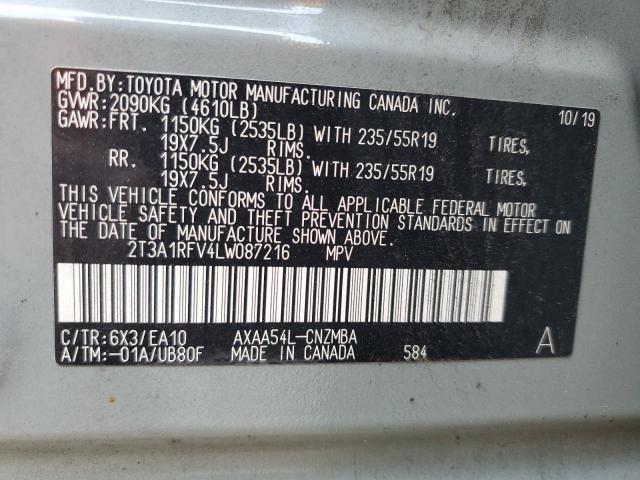 MFD.BY:TOYOTA MOTOR MANUFACTURING CANADA INC.
GVWR:2090KG (4610LB) 10/19
GAWR:FRT. 1150KG (2535LB) WITH 235/55R19 TIRES,
19X7.5J RIMS.
RR. 1150KG (2535LB) WITH 235/55R19 TIRES,
19X7.5J RIMS.
THIS VEHICLE CONFORMS TO ALL APPLICABLE FEDERAL MOTOR
VEHICLE SAFETY AND THEFT PREVENTION STANDARDS IN EFFECT ON
THE DATE OF MANUFACTURE SHOWN ABOVE.
2T3A1RFV4LW087216 MPV
C/TR:6X3/EA10 AXAA54L-CNZMBA A
A/TM:-01A/UB80F MADE IN CANADA 584